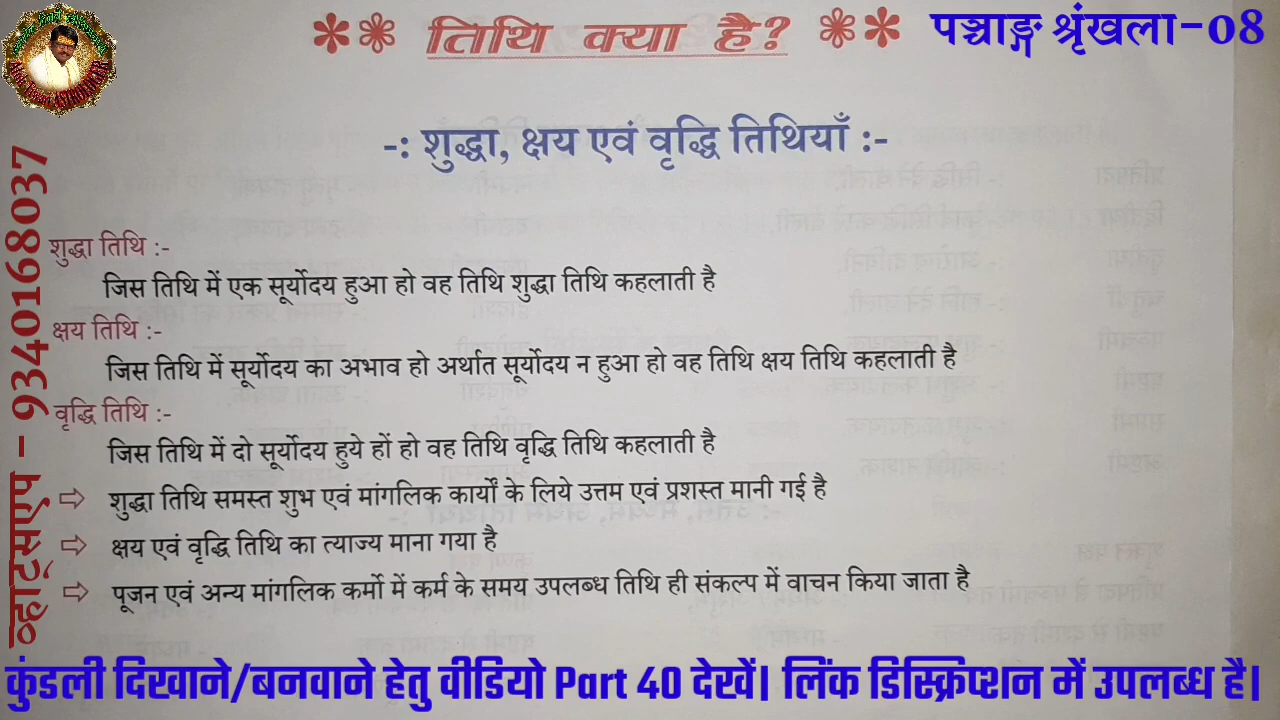 पञ्चाङ्ग श्रृंखला-08
तिथि क्या है?
-: शुद्धा, क्षय एवं वृद्धि तिथियाँ :-
शुद्धा तिथि :-
जिस तिथि में एक सूर्योदय हुआ हो वह तिथि शुद्धा तिथि कहलाती है
क्षय तिथि :-
जिस तिथि में सूर्योदय का अभाव हो अर्थात सूर्योदय न हुआ हो वह तिथि क्षय तिथि कहलाती है
वृद्धि तिथि :-
जिस तिथि में दो सूर्योदय हुये हों हो वह तिथि वृद्धि तिथि कहलाती है
⇨ शुद्धा तिथि समस्त शुभ एवं मांगलिक कार्यों के लिये उत्तम एवं प्रशस्त मानी गई है
⇨ क्षय एवं वृद्धि तिथि का त्याज्य माना गया है
⇨ पूजन एवं अन्य मांगलिक कर्मो में कर्म के समय उपलब्ध तिथि ही संकल्प में वाचन किया जाता है
व्हाट्सएप - 9340168037
कुंडली दिखाने/बनवाने हेतु वीडियो Part 40 देखें। लिंक डिस्क्रिप्शन में उपलब्ध है।